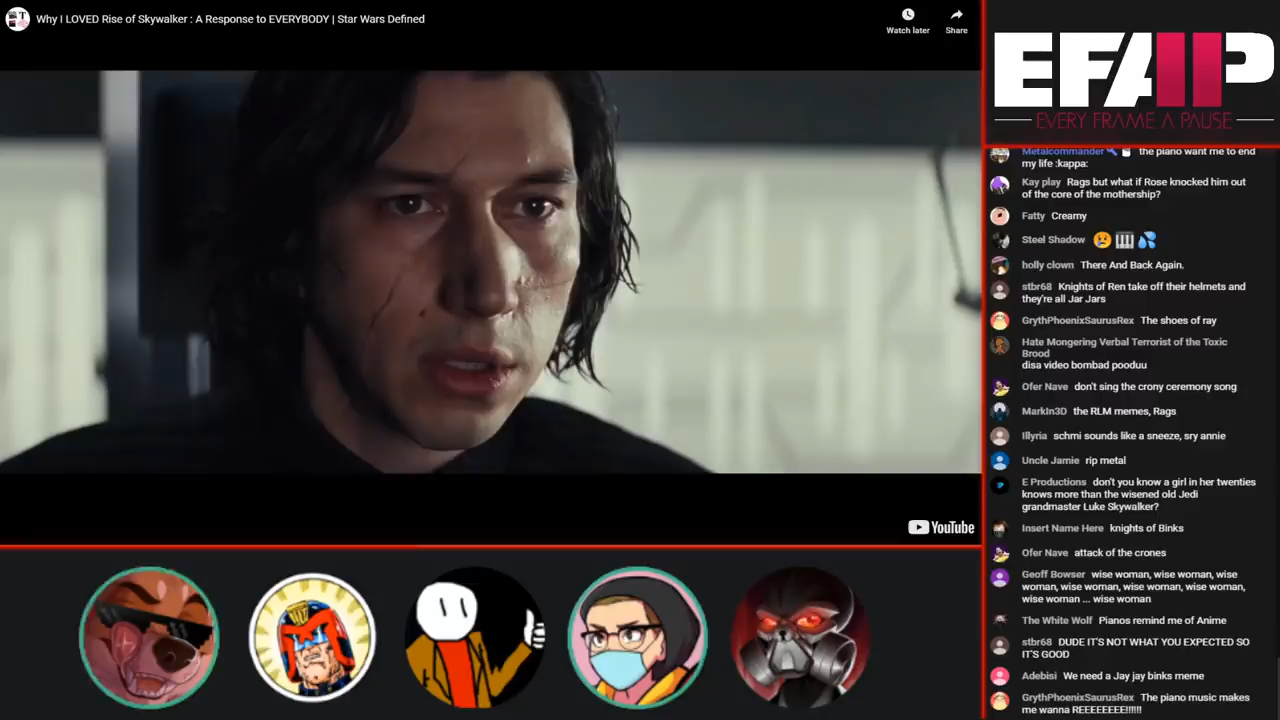 Why I LOVED Rise of Skywalker : A Response to EVERYBODY | Star Wars Defined
Watch later
Share
YouTube
EFAP
EVERY FRAME A PAUSE
Metalcommander the piano want me to end
my life :kappa:
Kay play Rags but what if Rose knocked him out
of the core of the mothership?
Fatty Creamy
Steel Shadow
holly clown There And Back Again.
stbr68 Knights of Ren take off their helmets and
they're all Jar Jars
GrythPhoenixSaurusRex The shoes of ray
Hate Mongering Verbal Terrorist of the Toxic
Brood
disa video bombad pooduu
Ofer Nave don't sing the crony ceremony song
MarkIn3D the RLM memes, Rags
Illyria schmi sounds like a sneeze, sry annie
Uncle Jamie rip metal
E Productions don't you know a girl in her twenties
knows more than the wisened old Jedi
grandmaster Luke Skywalker?
Insert Name Here knights of Binks
Ofer Nave attack of the crones
Geoff Bowser wise woman, wise woman, wise
woman, wise woman, wise woman, wise woman,
wise woman ... wise woman
The White Wolf Pianos remind me of Anime
stbr68 DUDE IT'S NOT WHAT YOU EXPECTED SO
IT'S GOOD
Adebisi We need a Jay jay binks meme
GrythPhoenixSaurusRex The piano music makes
me wanna REEEEEEEE!!!!!!